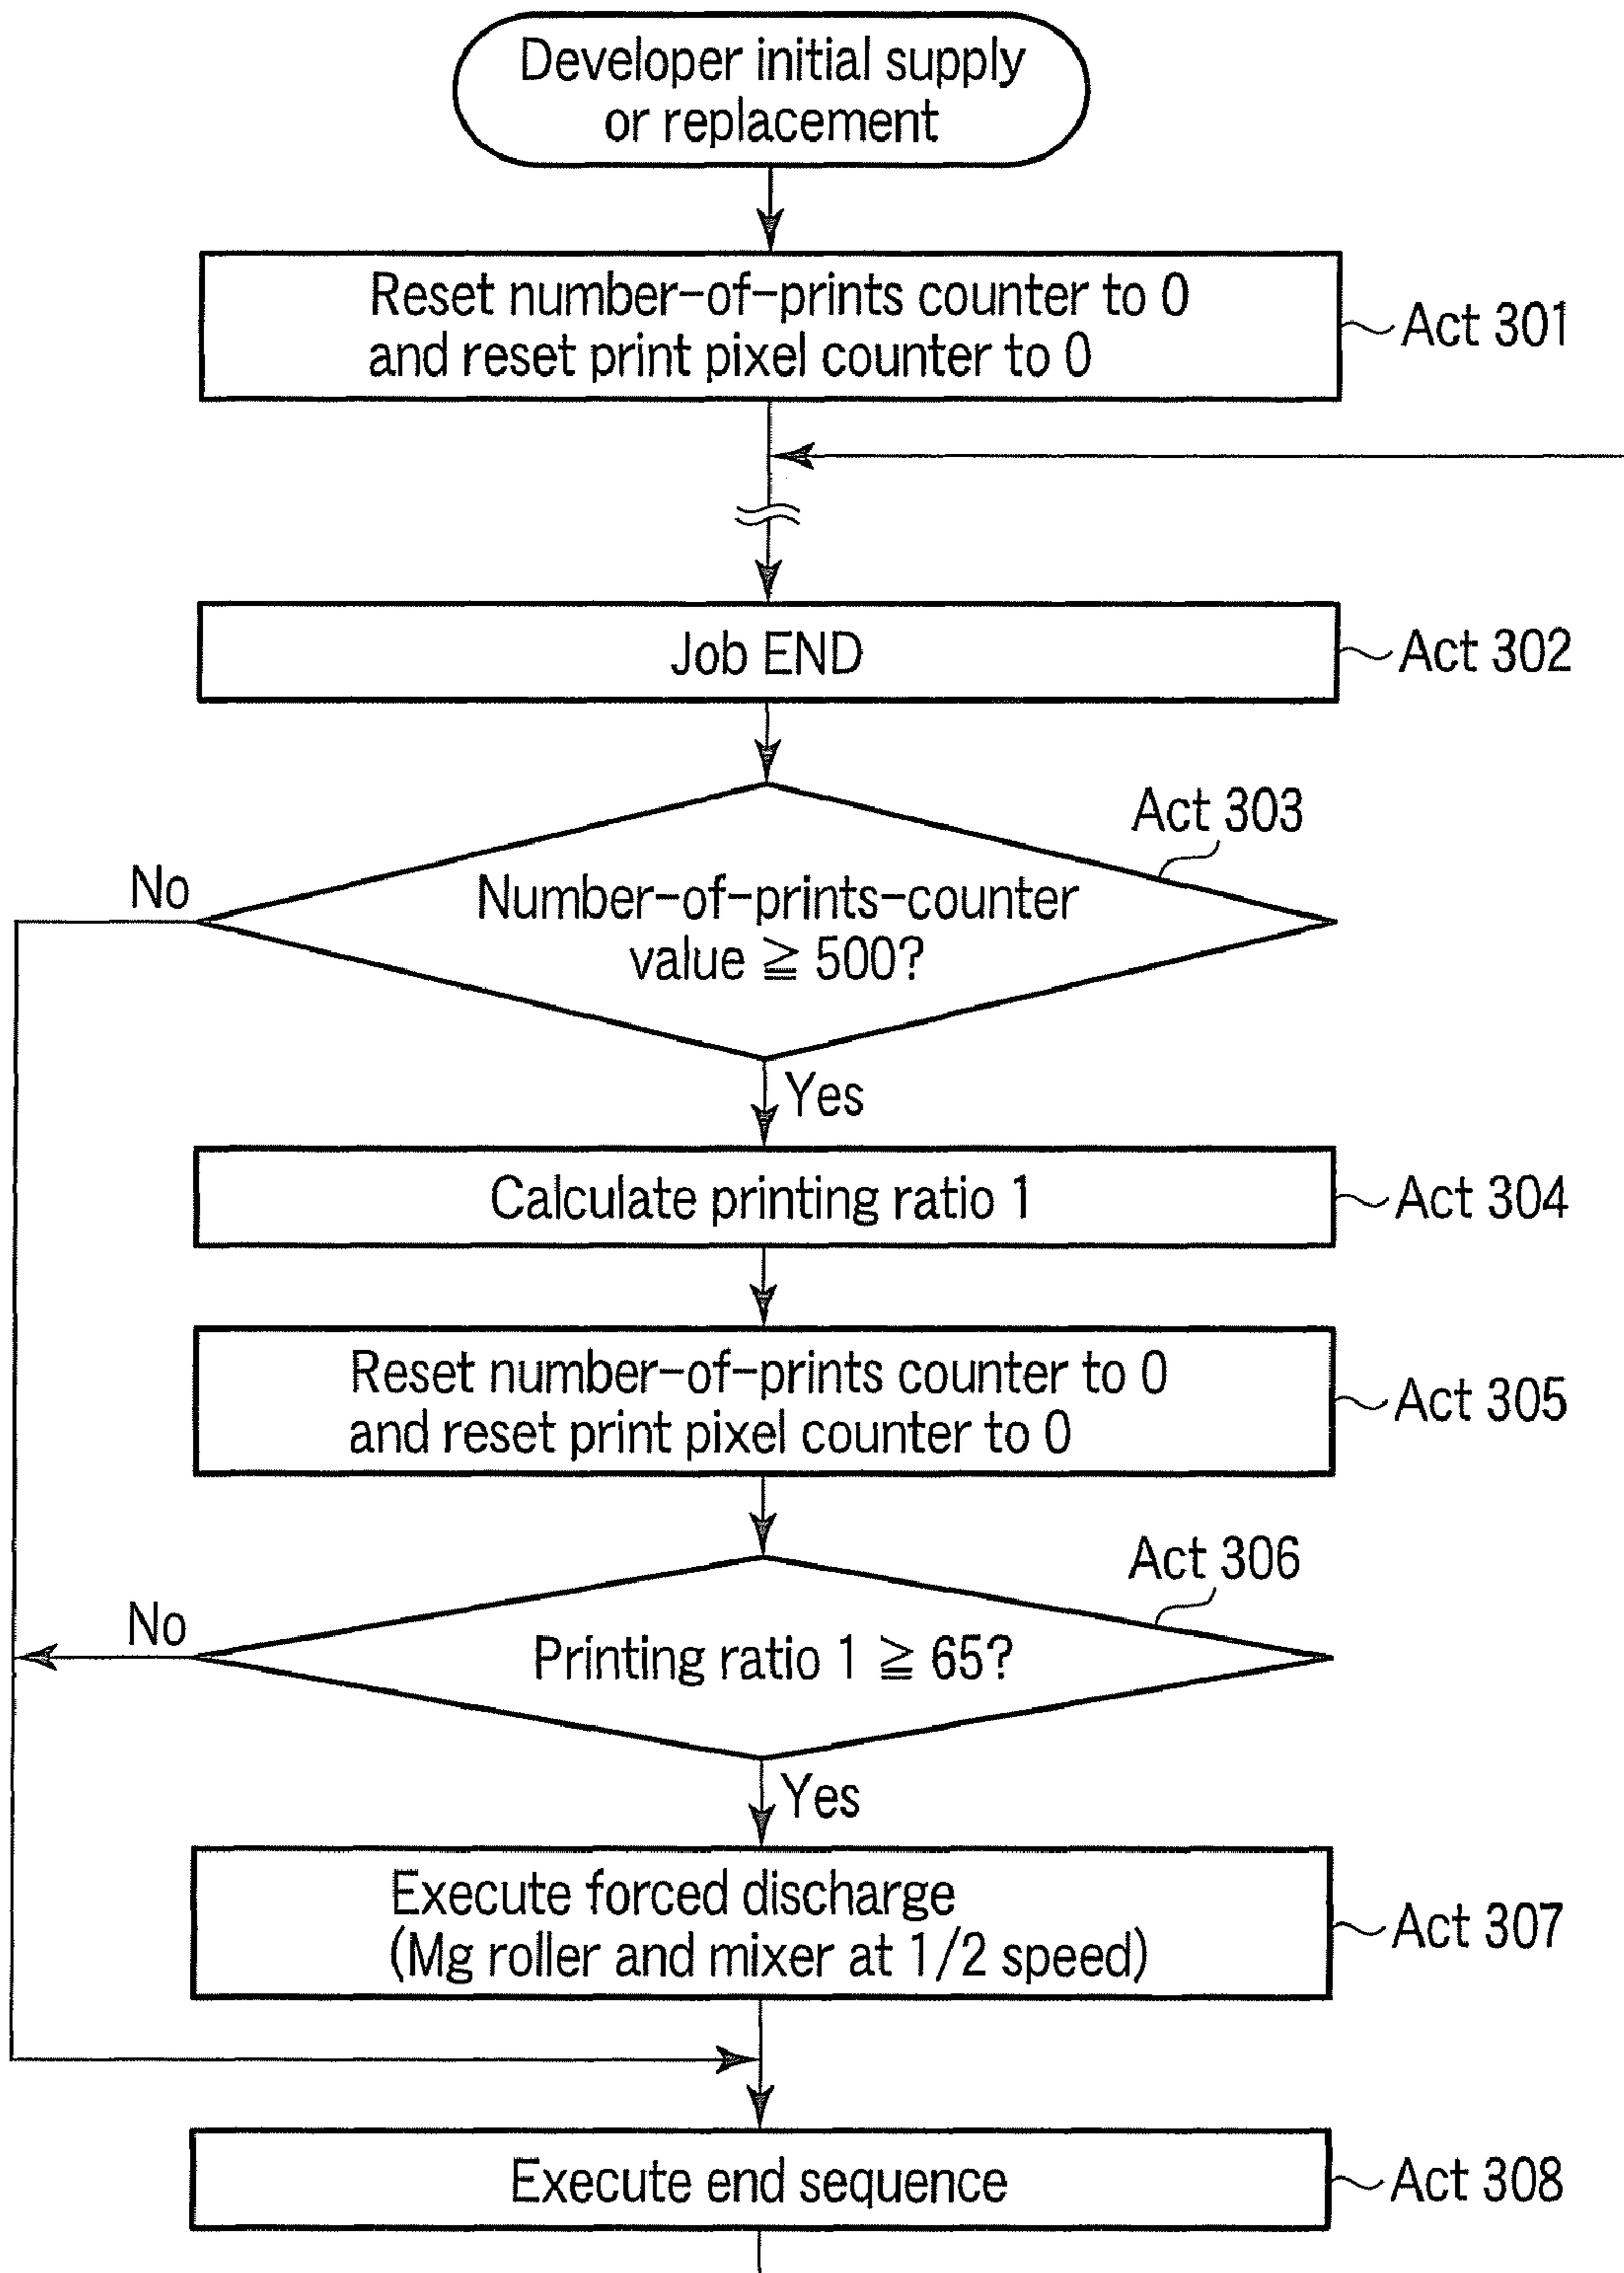 Developer initial supply
or replacement
Reset number-of-prints counter to 0
and reset print pixel counter to 0
Act 301
Job END
Act 302
Act 303
No
Number-of-prints-counter
value ≧ 500?
Yes
Calculate printing ratio 1
Act 304
Reset number-of-prints counter to 0
and reset print pixel counter to 0
Act 305
Act 306
No
Printing ratio 1 ≧ 65?
Yes
Execute forced discharge
(Mg roller and mixer at 1/2 speed)
Act 307
Execute end sequence
Act 308